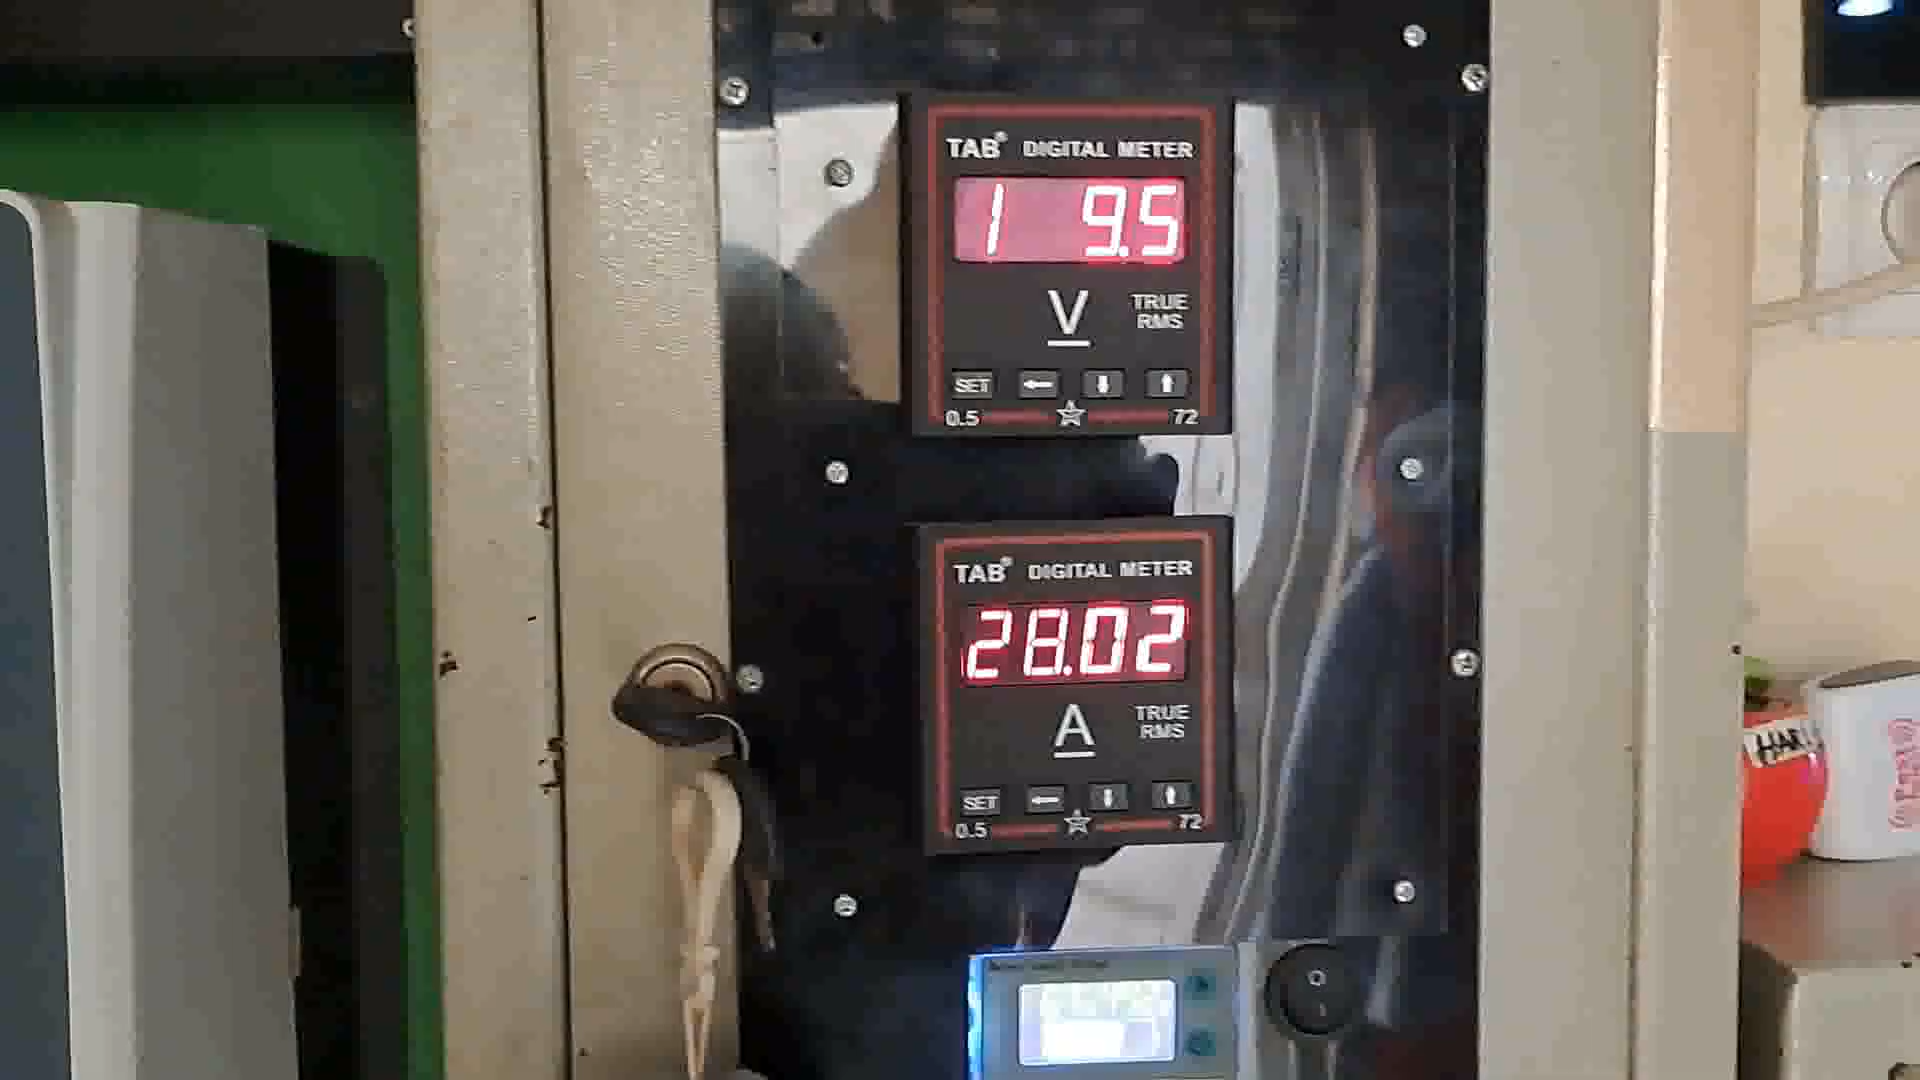 TAB® DIGITAL METER
1 9.5
V
TRUE
RMS
SET
0.5 72
TAB® DIGITAL METER
28.02
A
TRUE
RMS
SET
0.5 72
O
I
HAR